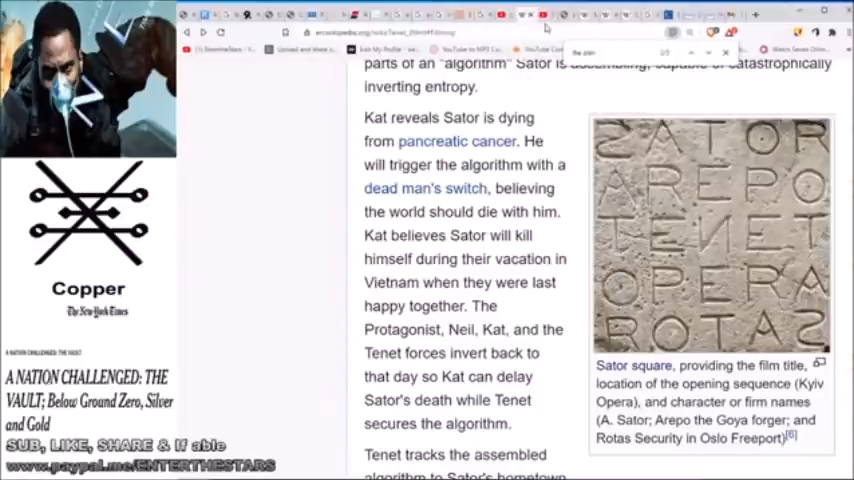 parts of an "algorithm" Sator is assembling, capable of catastrophically
inverting entropy.
Kat reveals Sator is dying
from pancreatic cancer. He
will trigger the algorithm with a
dead man's switch, believing
the world should die with him.
Kat believes Sator will kill
himself during their vacation in
Vietnam when they were last
happy together. The
Protagonist, Neil, Kat, and the
Tenet forces invert back to
that day so Kat can delay
Sator's death while Tenet
secures the algorithm.
Tenet tracks the assembled
algorithm to Sator's hometown
SATOR
AREPO
TENET
OPERA
ROTAS
Sator square, providing the film title,
location of the opening sequence (Kyiv
Opera), and character or firm names
(A. Sator; Arepo the Goya forger; and
Rotas Security in Oslo Freeport)[6]
Copper
The New York Times
A NATION CHALLENGED: THE VAULT
A NATION CHALLENGED: THE
VAULT; Below Ground Zero, Silver
and Gold
SUB, LIKE, SHARE & If able
www.paypal.me/ENTERTHESTARS